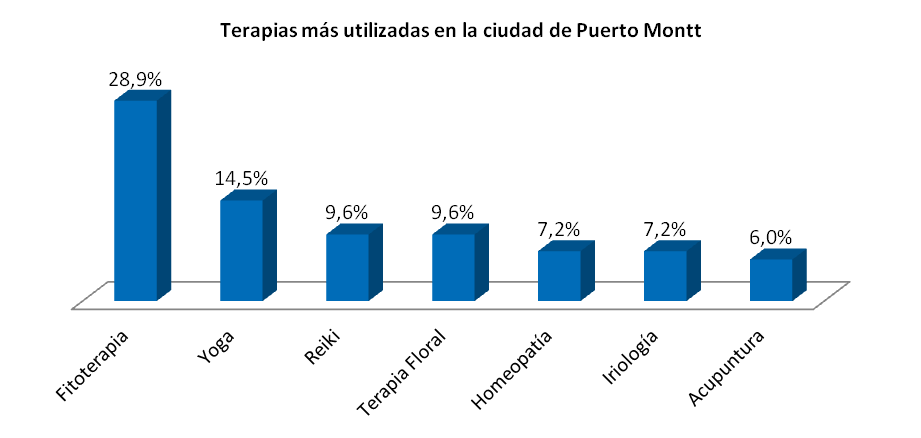 Terapias más utilizadas en la ciudad de Puerto Montt
28,9%
14,5%
9,6%
9,6%
7,2%
7,2%
6,0%
Fitoterapia
Yoga
Reiki
Terapia Floral
Homeopatía
Iriología
Acupuntura